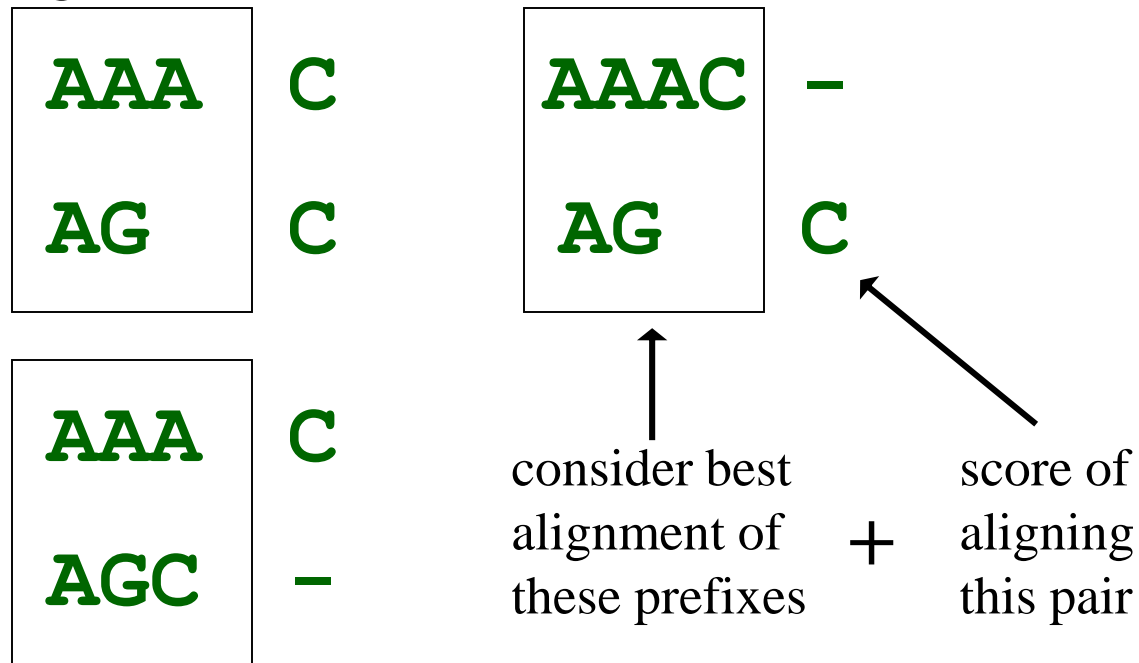 AAA C
AG C
AAAC -
AG C
AAA C
AGC -
consider best
alignment of
these prefixes
+
score of
aligning
this pair